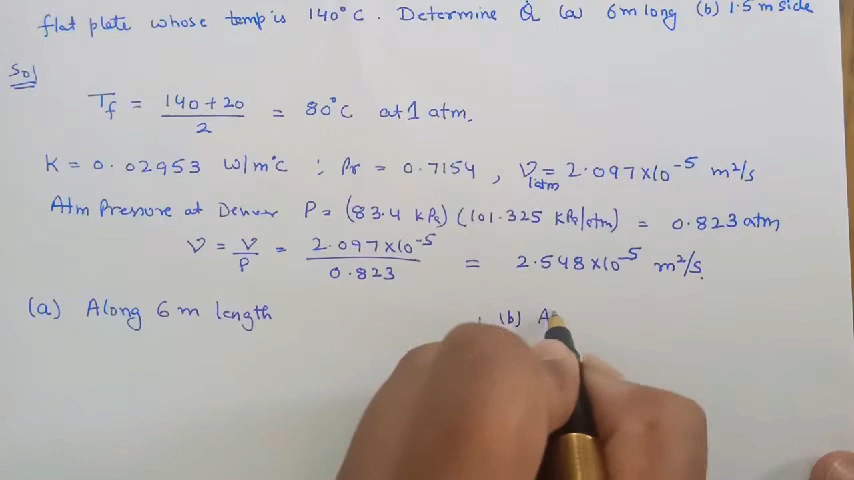 flat plate whose temp is 140°C. Determine Q̇ (a) 6m long (b) 1.5 m side
Sol
T_f = 140+20 / 2 = 80°C at 1 atm.
K = 0.02953 W/m°C ; Pr = 0.7154, ν_1atm = 2.097×10^-5 m²/s
Atm Pressure at Denver P = (83.4 kPa) (101.325 kPa/atm) = 0.823 atm
ν = ν / P = 2.097×10^-5 / 0.823 = 2.548×10^-5 m²/s.
(a) Along 6 m length
(b) A